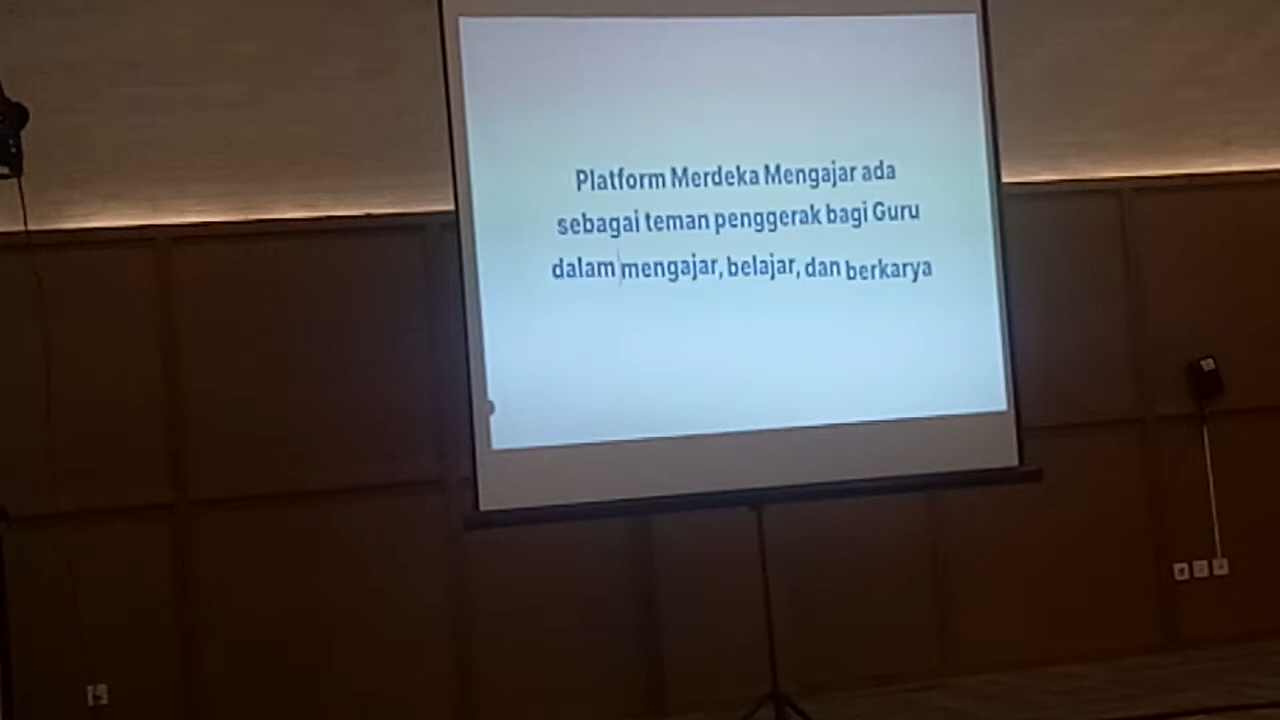 Platform Merdeka Mengajar ada
sebagai teman penggerak bagi Guru
dalam mengajar, belajar, dan berkarya